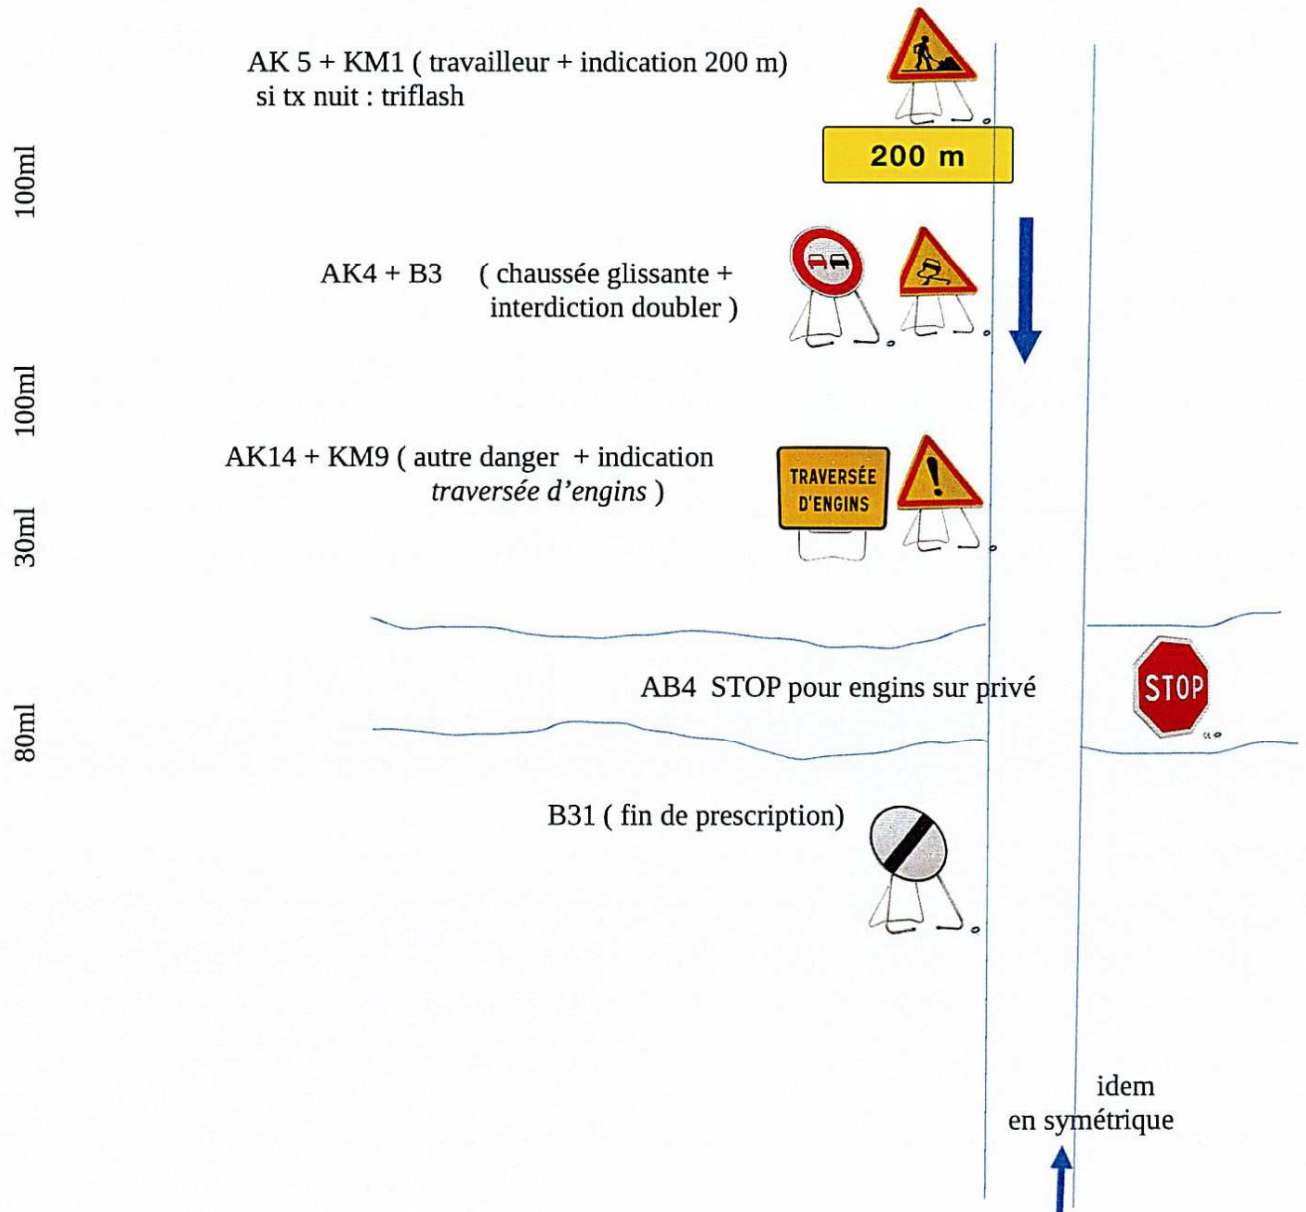 AK 5 + KM1 ( travailleur + indication 200 m)
si tx nuit : triflash
200 m
100ml
AK4 + B3 ( chaussée glissante +
interdiction doubler )
100ml
AK14 + KM9 ( autre danger + indication
traversée d’engins )
TRAVERSÉE
D'ENGINS
30ml
AB4 STOP pour engins sur privé
STOP
80ml
B31 ( fin de prescription)
idem
en symétrique